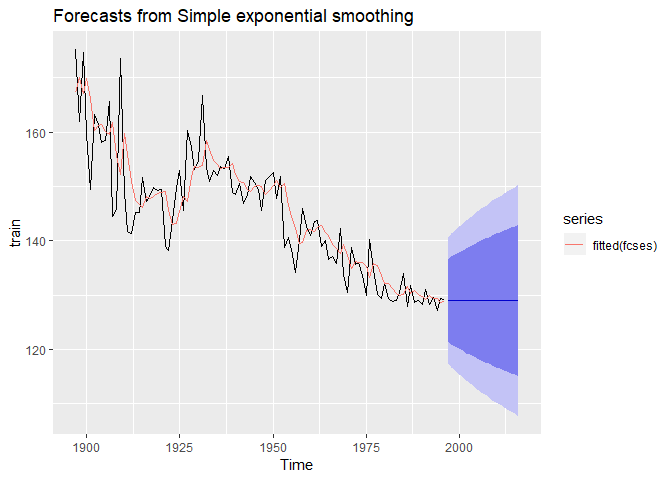 Forecasts from Simple exponential smoothing
160
140
120
train
1900
1925
1950
1975
2000
Time
series
fitted(fcses)